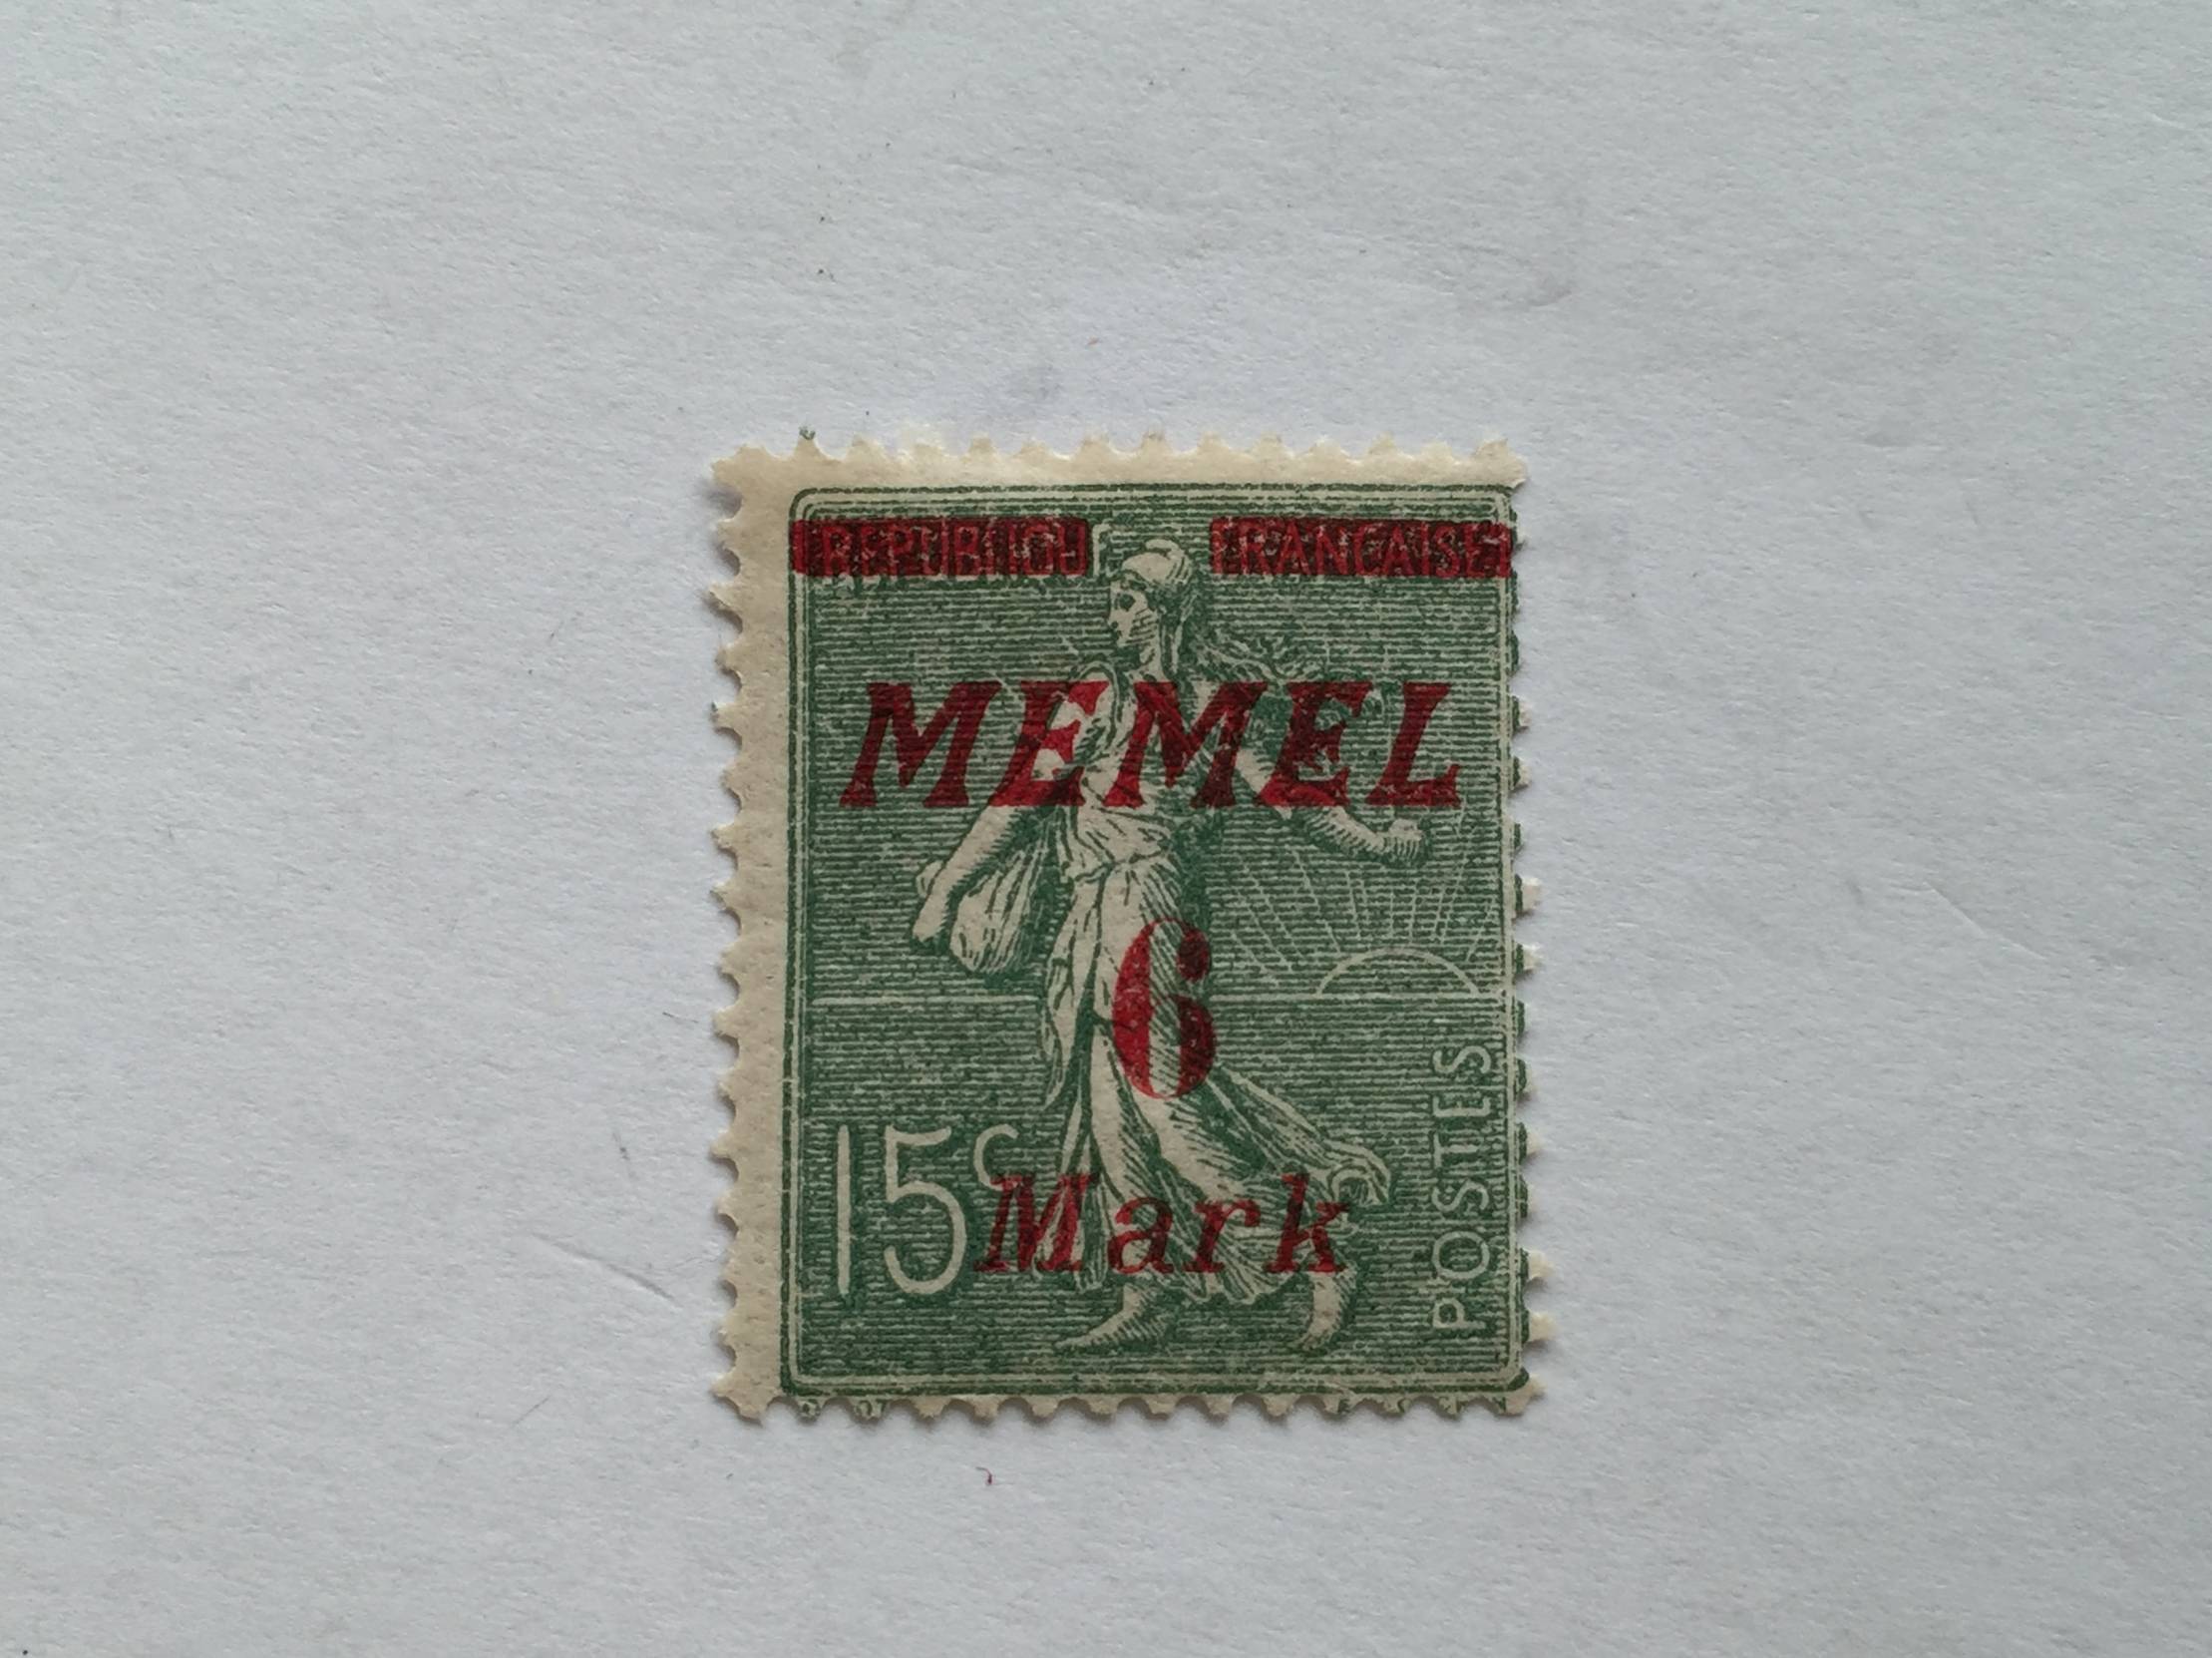 REPUBLIQUE FRANCAISE
MEMEL
6
15c Mark
POSTES